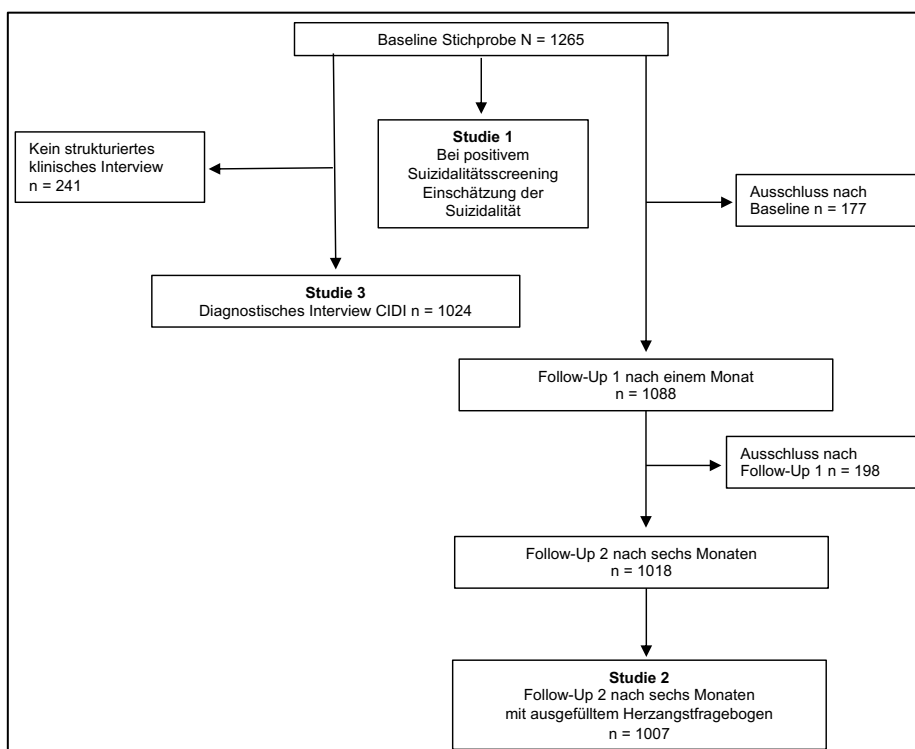 Baseline Stichprobe N = 1265
Kein strukturiertes
klinisches Interview
n = 241
Studie 1
Bei positivem
Suizidalitätsscreening
Einschätzung der
Suizidalität
Ausschluss nach
Baseline n = 177
Studie 3
Diagnostisches Interview CIDI n = 1024
Follow-Up 1 nach einem Monat
n = 1088
Ausschluss nach
Follow-Up 1 n = 198
Follow-Up 2 nach sechs Monaten
n = 1018
Studie 2
Follow-Up 2 nach sechs Monaten
mit ausgefülltem Herzangstfragebogen
n = 1007